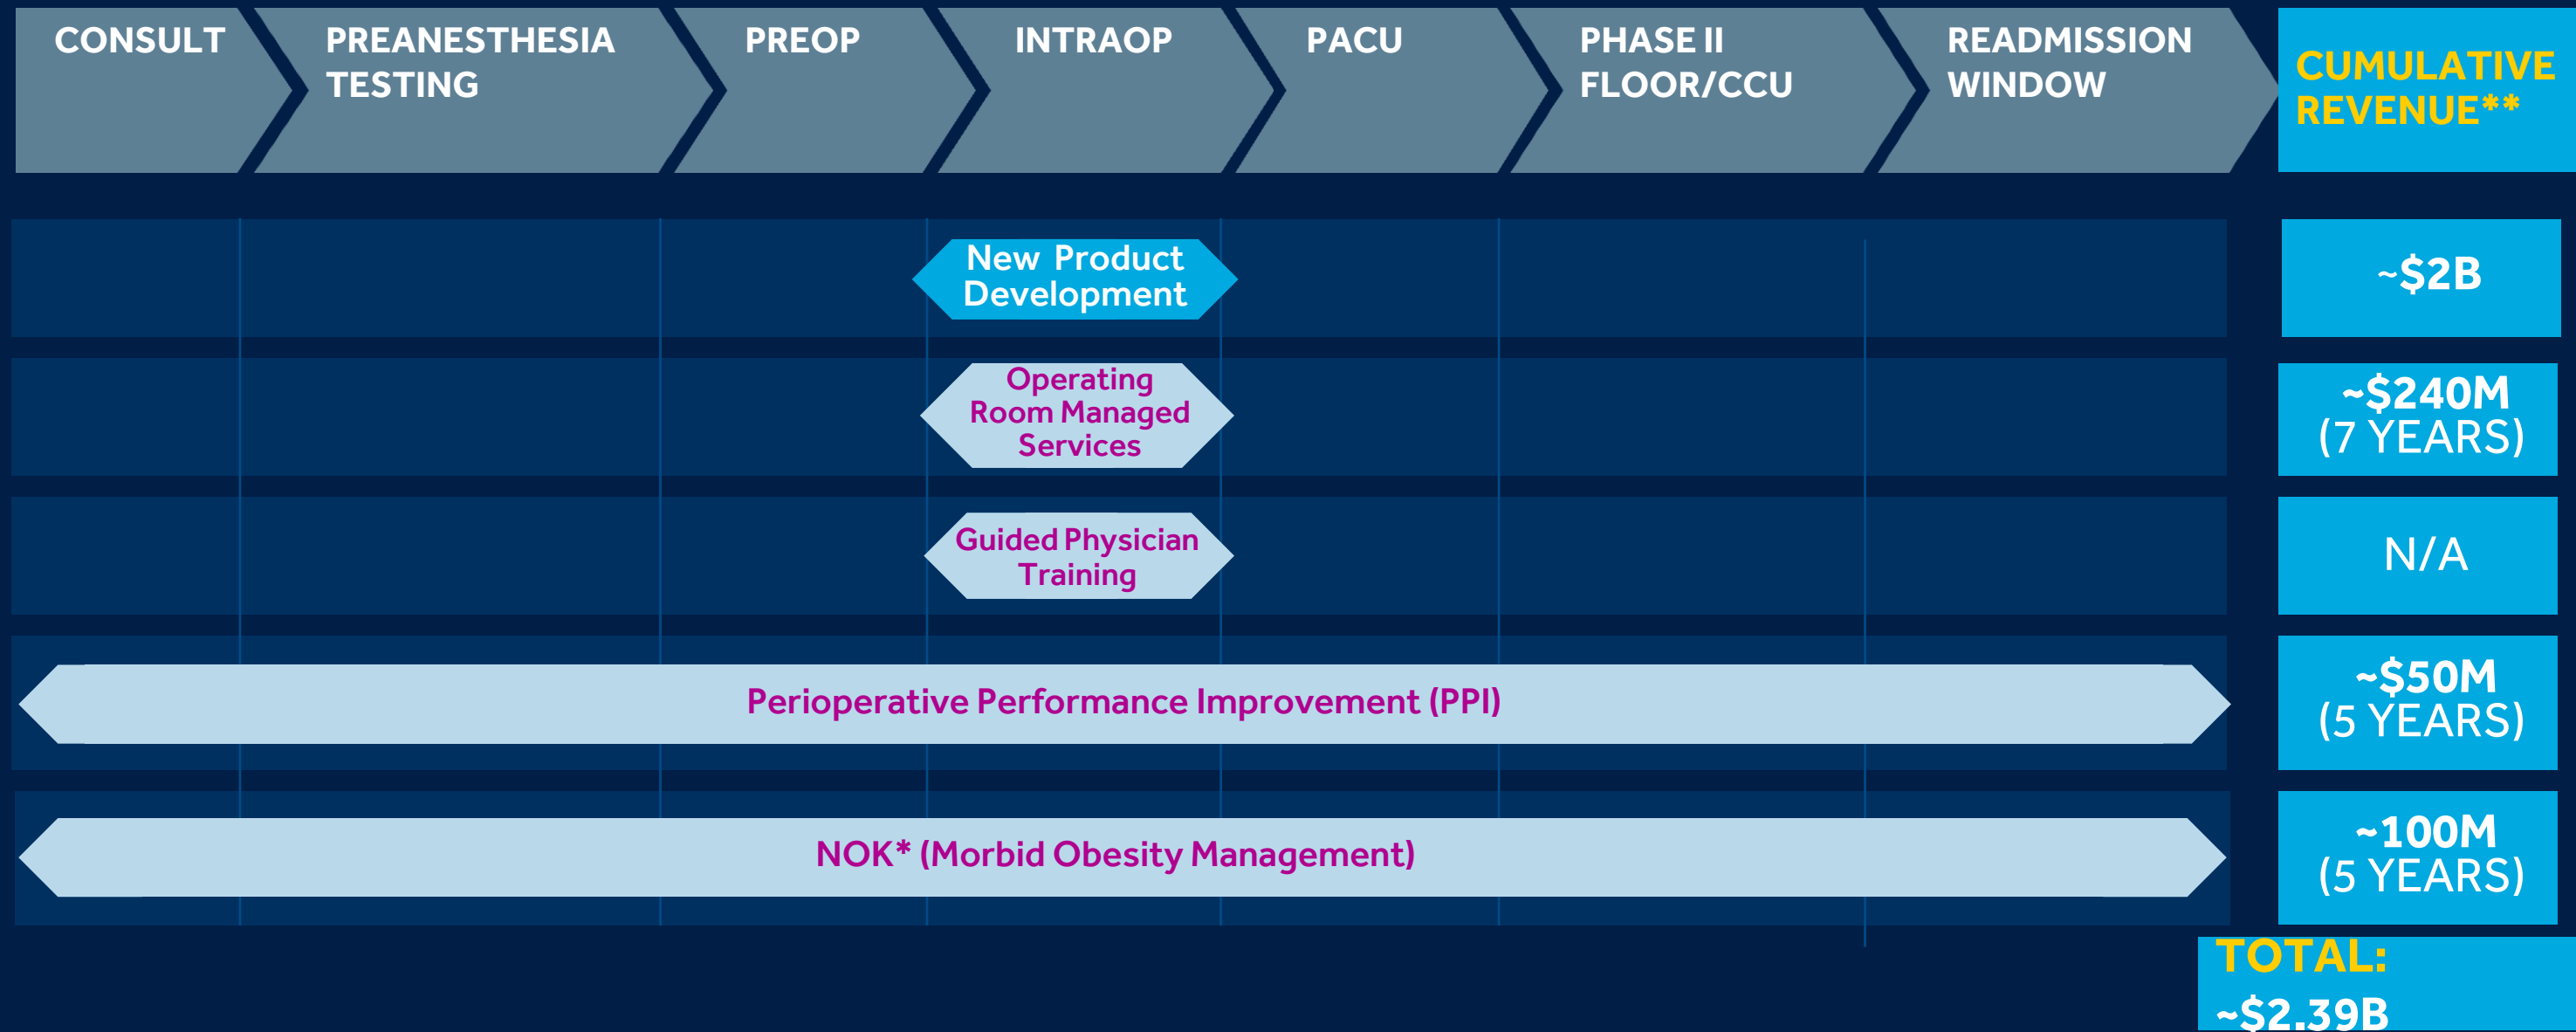 CONSULT
PREANESTHESIA
TESTING
PREOP
INTRAOP
PACU
PHASE II
FLOOR/CCU
READMISSION
WINDOW
CUMULATIVE
REVENUE**
New Product
Development
~$2B
Operating
Room Managed
Services
~$240M
(7 YEARS)
Guided Physician
Training
N/A
Perioperative Performance Improvement (PPI)
~$50M
(5 YEARS)
NOK* (Morbid Obesity Management)
~100M
(5 YEARS)
TOTAL:
~$2.39B